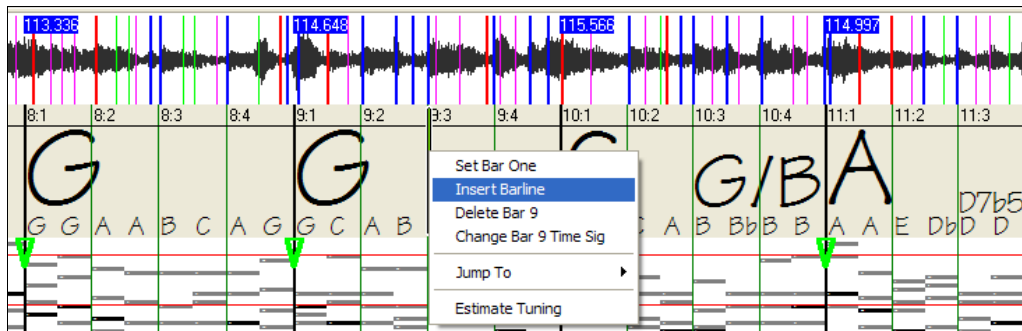 113.336 114.648 115.566 114.997
8:1 8:2 8:3 8:4 9:1 9:2 9:3 9:4 10:1 10:2 10:3 10:4 11:1 11:2 11:3
G G G/B A D7b5
G G A A B C A G G C A B C A B Bb B B A A E Db D D
Set Bar One
Insert Barline
Delete Bar 9
Change Bar 9 Time Sig
Jump To
Estimate Tuning